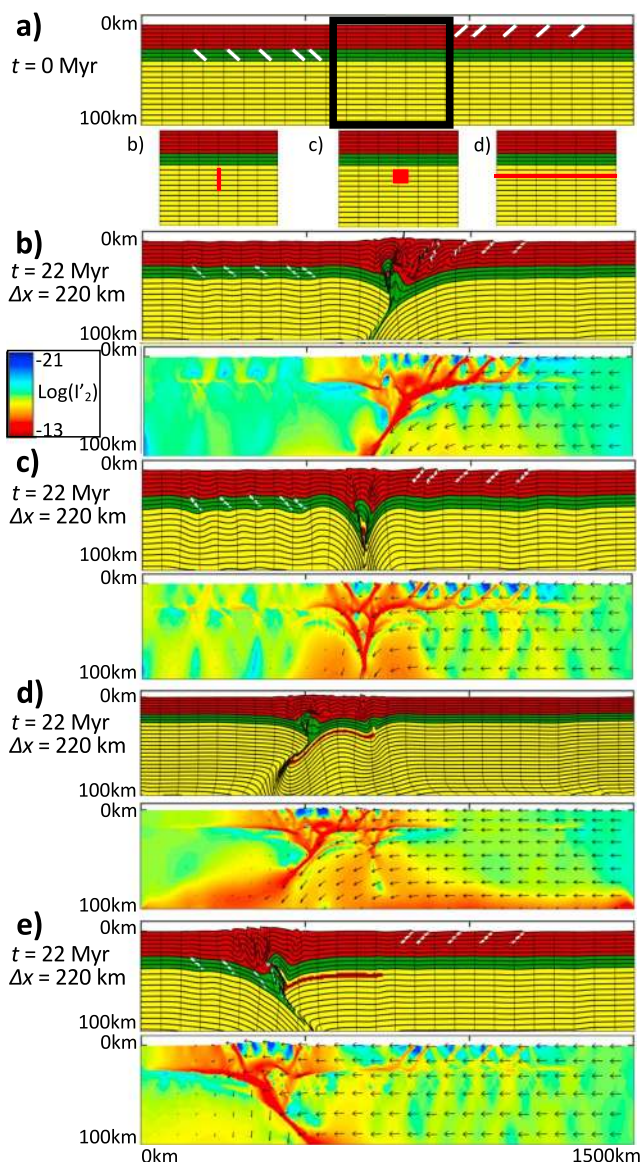 a)
0km
t = 0 Myr
100km
b)
c)
d)
b)
0km
t = 22 Myr
Δx = 220 km
100km
0km
-21
Log(I’₂)
-13
100km
c)
0km
t = 22 Myr
Δx = 220 km
100km
0km
100km
d)
0km
t = 22 Myr
Δx = 220 km
100km
0km
100km
e)
0km
t = 22 Myr
Δx = 220 km
100km
0km
100km
0km
1500km